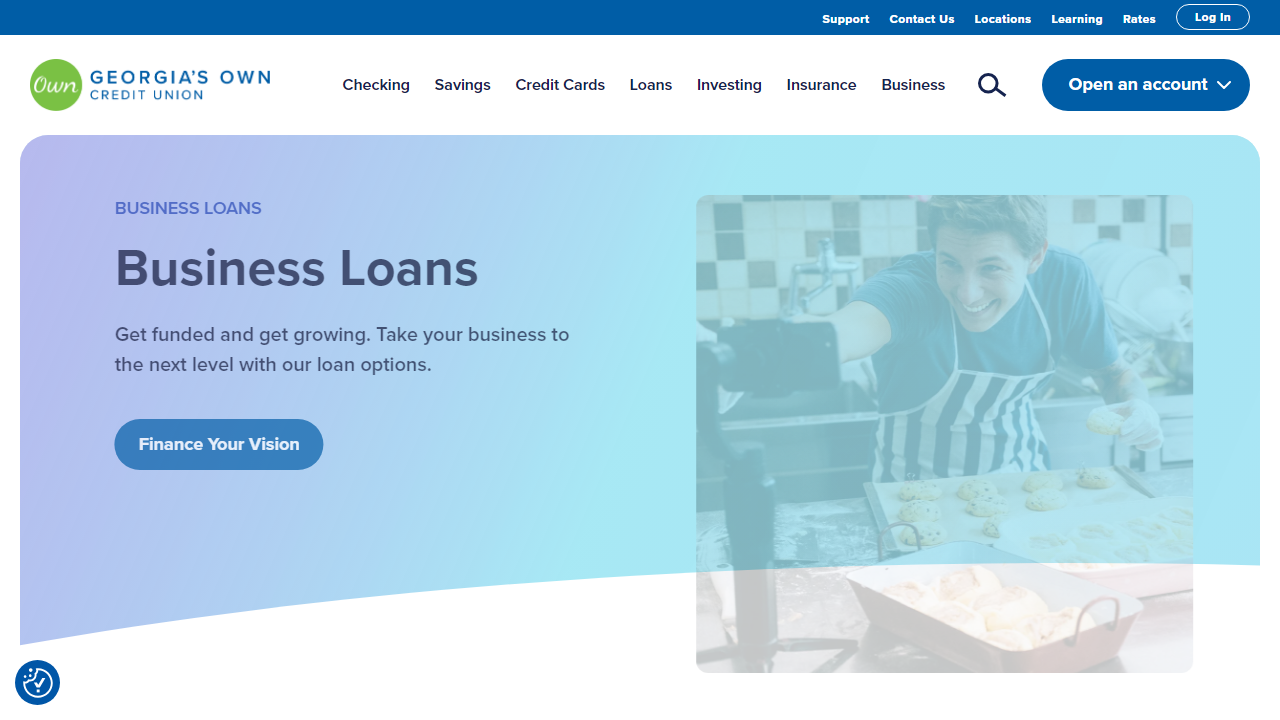 Support Contact Us Locations Learning Rates Log In
Own GEORGIA'S OWN
CREDIT UNION
Checking Savings Credit Cards Loans Investing Insurance Business
Open an account
BUSINESS LOANS
Business Loans
Get funded and get growing. Take your business to
the next level with our loan options.
Finance Your Vision